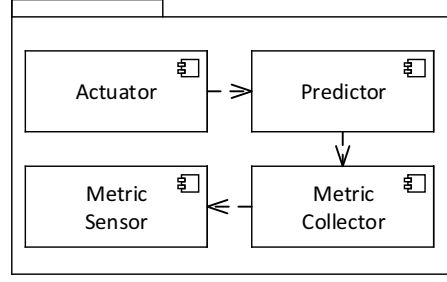 Actuator
Predictor
Metric
Sensor
Metric
Collector